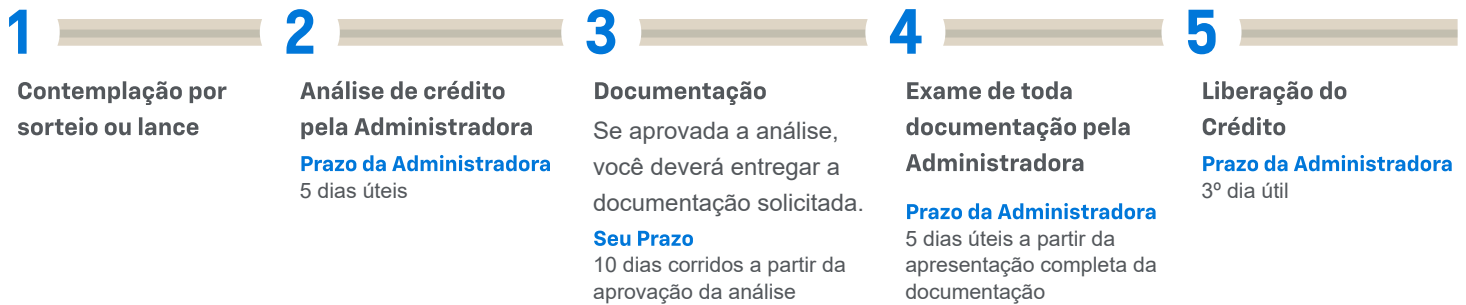 1
Contemplação por
sorteio ou lance
2
Análise de crédito
pela Administradora
Prazo da Administradora
5 dias úteis
3
Documentação
Se aprovada a análise,
você deverá entregar a
documentação solicitada.
Seu Prazo
10 dias corridos a partir da
aprovação da análise
4
Exame de toda
documentação pela
Administradora
Prazo da Administradora
5 dias úteis a partir da
apresentação completa da
documentação
5
Liberação do
Crédito
Prazo da Administradora
3º dia útil